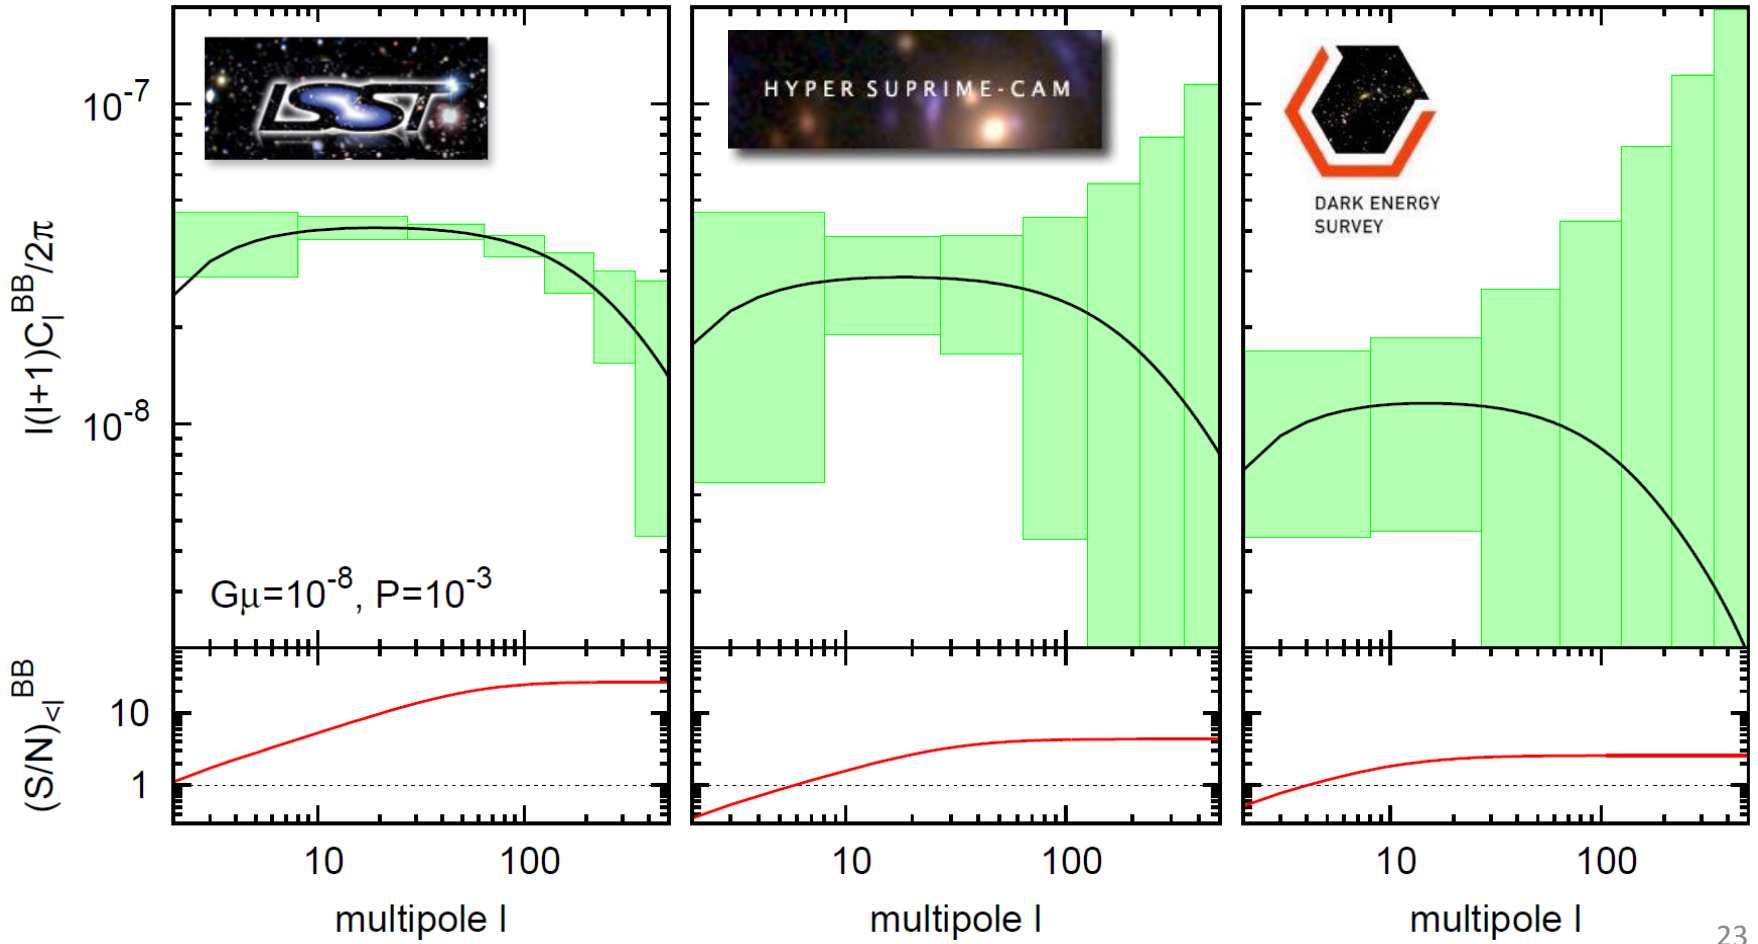 LSST
HYPER SUPRIME-CAM
DARK ENERGY
SURVEY
10^-7
10^-8
l(l+1)C_l^BB/2π
Gμ=10^-8, P=10^-3
(S/N)_<l^BB
10
1
10 100 10 100 10 100
multipole l multipole l multipole l
23